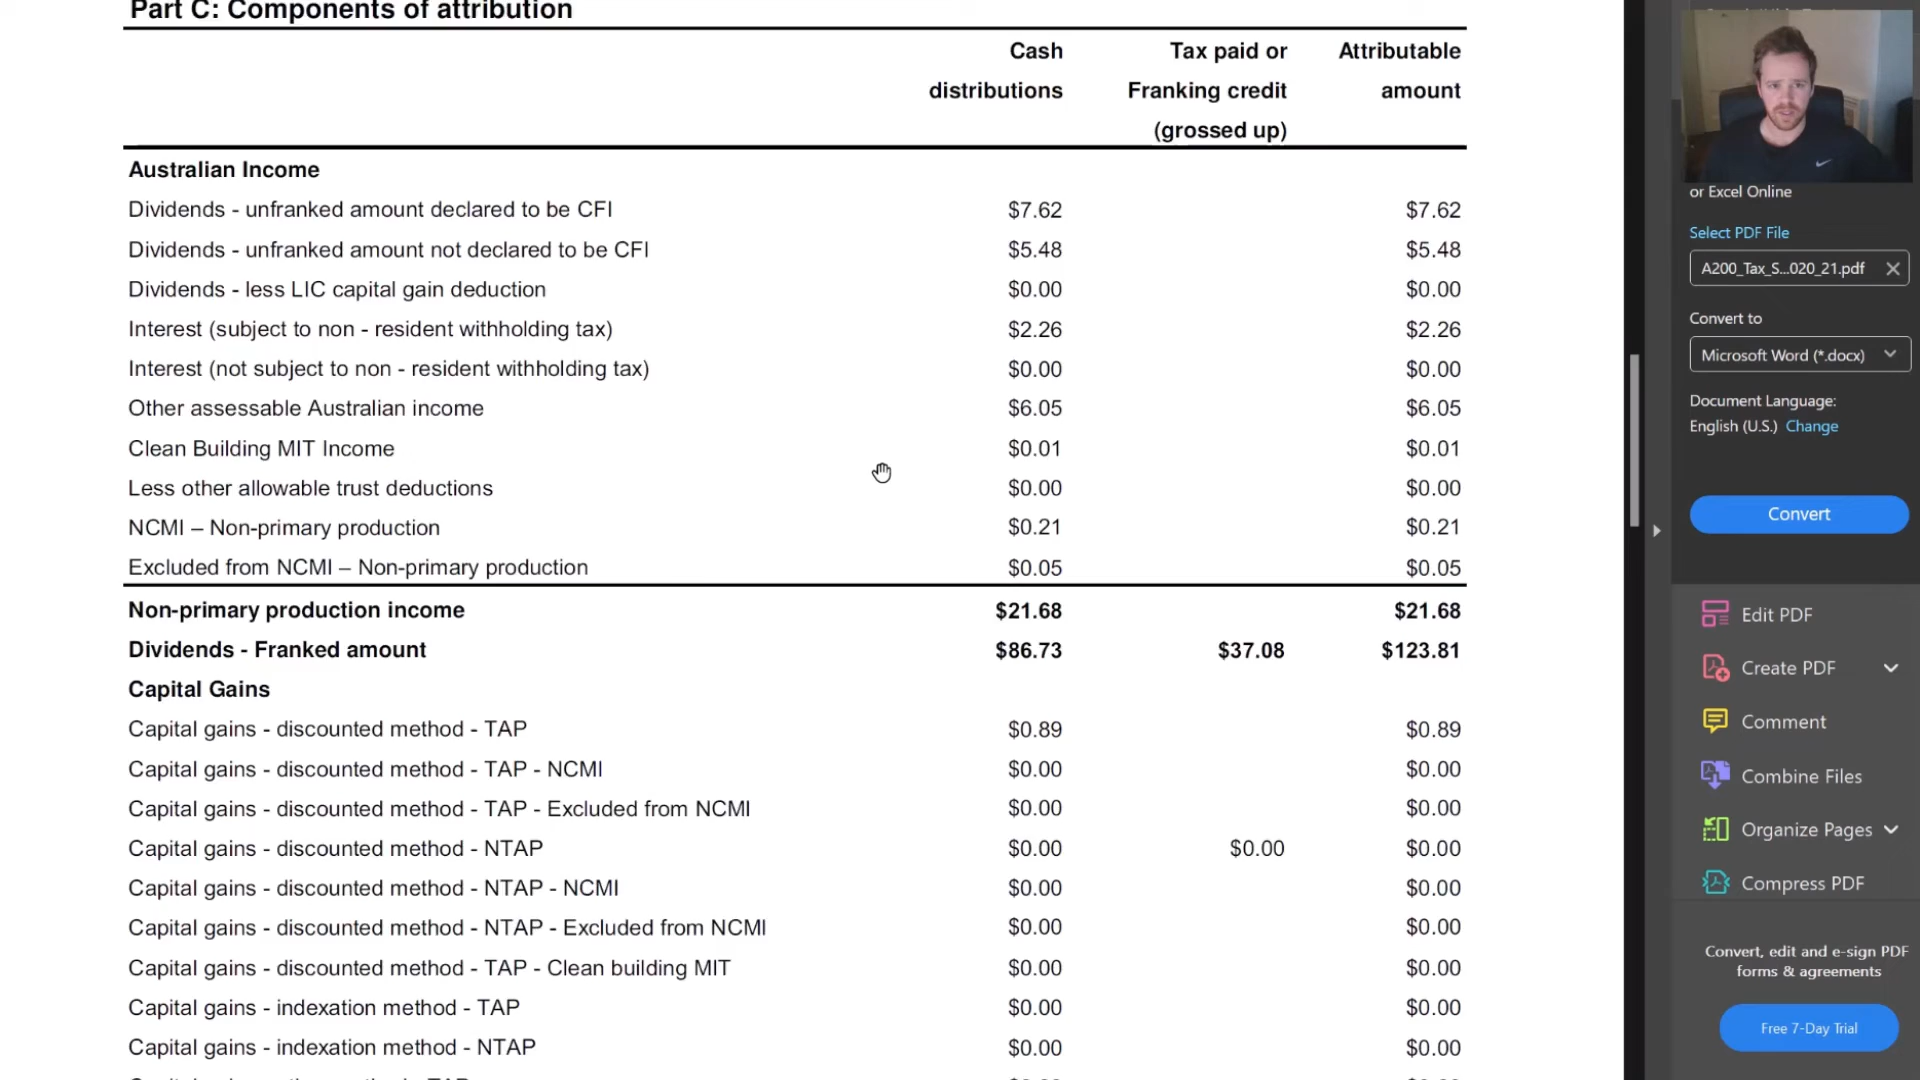 Part C: Components of attribution
Cash distributions
Tax paid or Franking credit (grossed up)
Attributable amount
Australian Income
Dividends - unfranked amount declared to be CFI $7.62 $7.62
Dividends - unfranked amount not declared to be CFI $5.48 $5.48
Dividends - less LIC capital gain deduction $0.00 $0.00
Interest (subject to non - resident withholding tax) $2.26 $2.26
Interest (not subject to non - resident withholding tax) $0.00 $0.00
Other assessable Australian income $6.05 $6.05
Clean Building MIT Income $0.01 $0.01
Less other allowable trust deductions $0.00 $0.00
NCMI – Non-primary production $0.21 $0.21
Excluded from NCMI – Non-primary production $0.05 $0.05
Non-primary production income $21.68 $21.68
Dividends - Franked amount $86.73 $37.08 $123.81
Capital Gains
Capital gains - discounted method - TAP $0.89 $0.89
Capital gains - discounted method - TAP - NCMI $0.00 $0.00
Capital gains - discounted method - TAP - Excluded from NCMI $0.00 $0.00
Capital gains - discounted method - NTAP $0.00 $0.00 $0.00
Capital gains - discounted method - NTAP - NCMI $0.00 $0.00
Capital gains - discounted method - NTAP - Excluded from NCMI $0.00 $0.00
Capital gains - discounted method - TAP - Clean building MIT $0.00 $0.00
Capital gains - indexation method - TAP $0.00 $0.00
Capital gains - indexation method - NTAP $0.00 $0.00
or Excel Online
Select PDF File
A200_Tax_S...020_21.pdf
Convert to
Microsoft Word (*.docx)
Document Language:
English (U.S.) Change
Convert
Edit PDF
Create PDF
Comment
Combine Files
Organize Pages
Compress PDF
Convert, edit and e-sign PDF
forms & agreements
Free 7-Day Trial